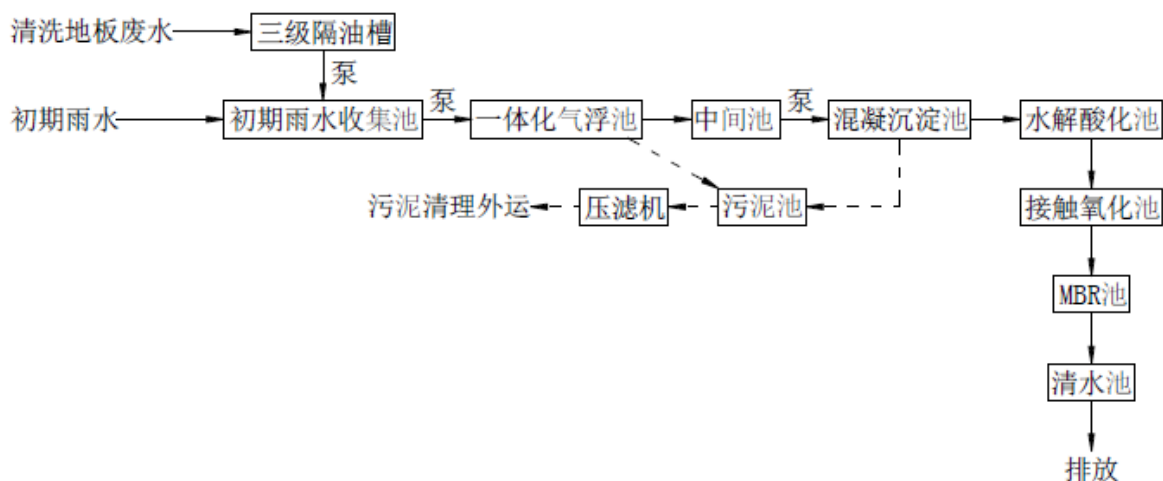 清洗地板废水 三级隔油槽
泵
初期雨水 初期雨水收集池 泵 一体化气浮池 中间池 泵 混凝沉淀池 水解酸化池
污泥清理外运 压滤机 污泥池 接触氧化池
MBR池
清水池
排放